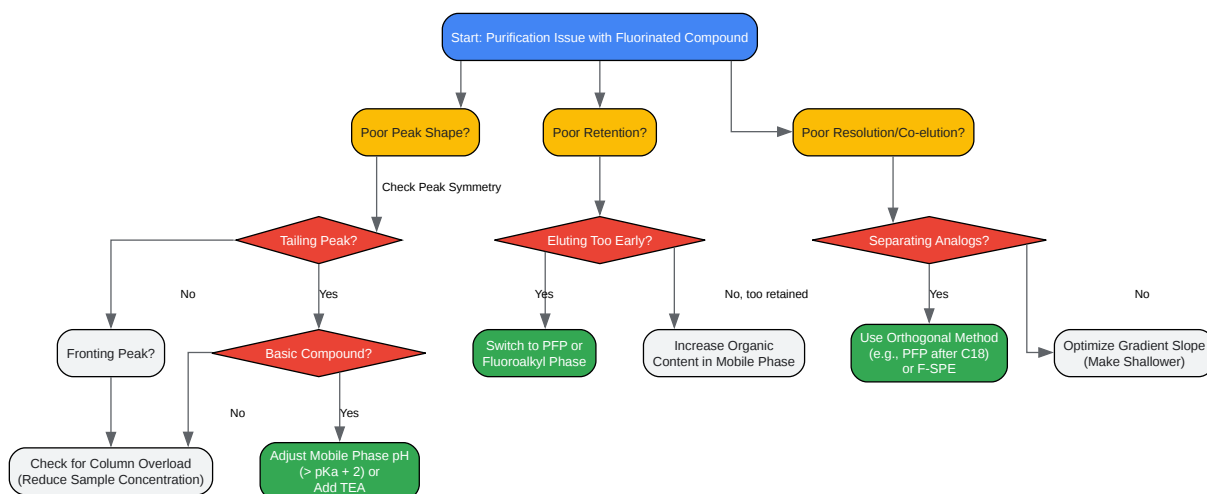 Start: Purification Issue with Fluorinated Compound
Poor Peak Shape?
Poor Retention?
Poor Resolution/Co-elution?
Check Peak Symmetry
Tailing Peak?
Eluting Too Early?
Separating Analogs?
No
Yes
Yes
No, too retained
Yes
No
Fronting Peak?
Basic Compound?
Switch to PFP or
Fluoroalkyl Phase
Increase Organic
Content in Mobile Phase
Use Orthogonal Method
(e.g., PFP after C18)
or F-SPE
Optimize Gradient Slope
(Make Shallower)
No
Yes
Check for Column Overload
(Reduce Sample Concentration)
Adjust Mobile Phase pH
(> pKa + 2) or
Add TEA